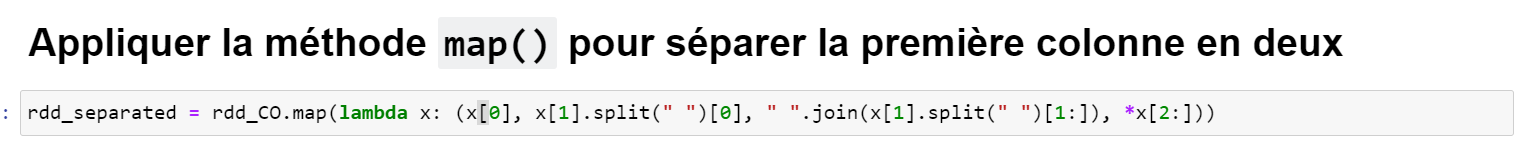 Appliquer la méthode map() pour séparer la première colonne en deux
: rdd_separated = rdd_CO.map(lambda x: (x[0], x[1].split(" ")[0], " ".join(x[1].split(" ")[1:]), *x[2:]))